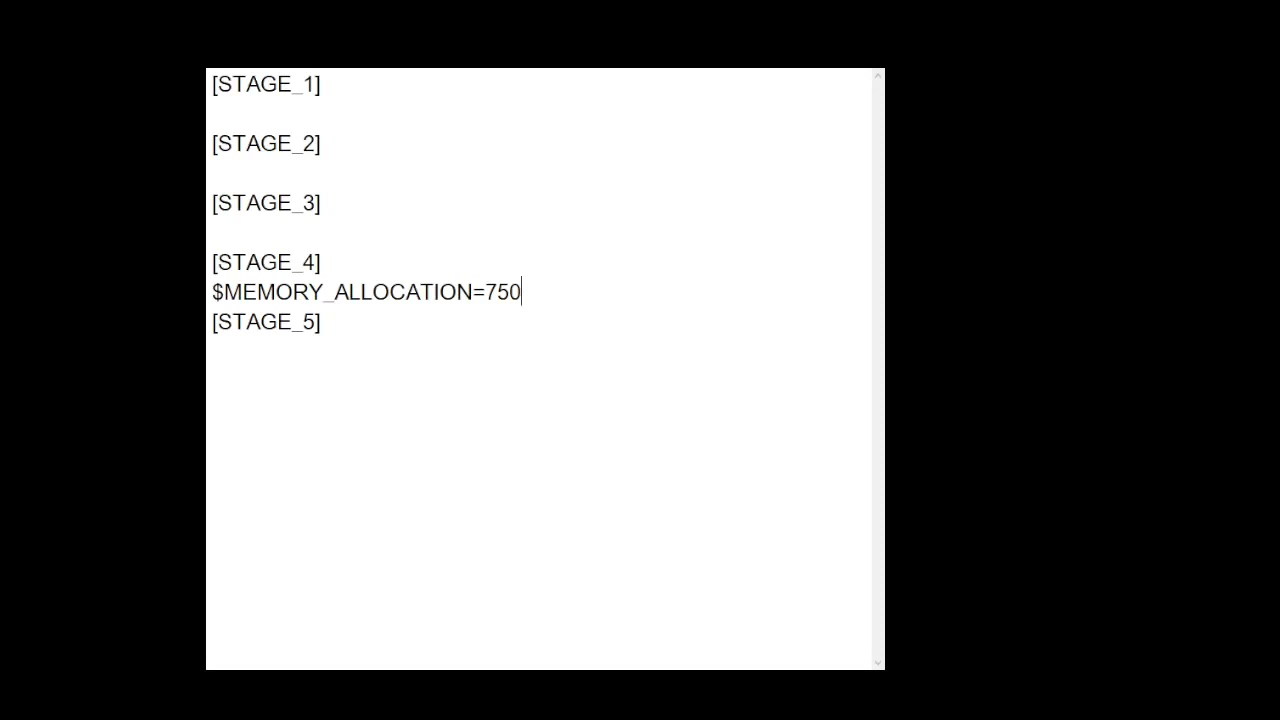 [STAGE_1]
[STAGE_2]
[STAGE_3]
[STAGE_4]
$MEMORY_ALLOCATION=750
[STAGE_5]